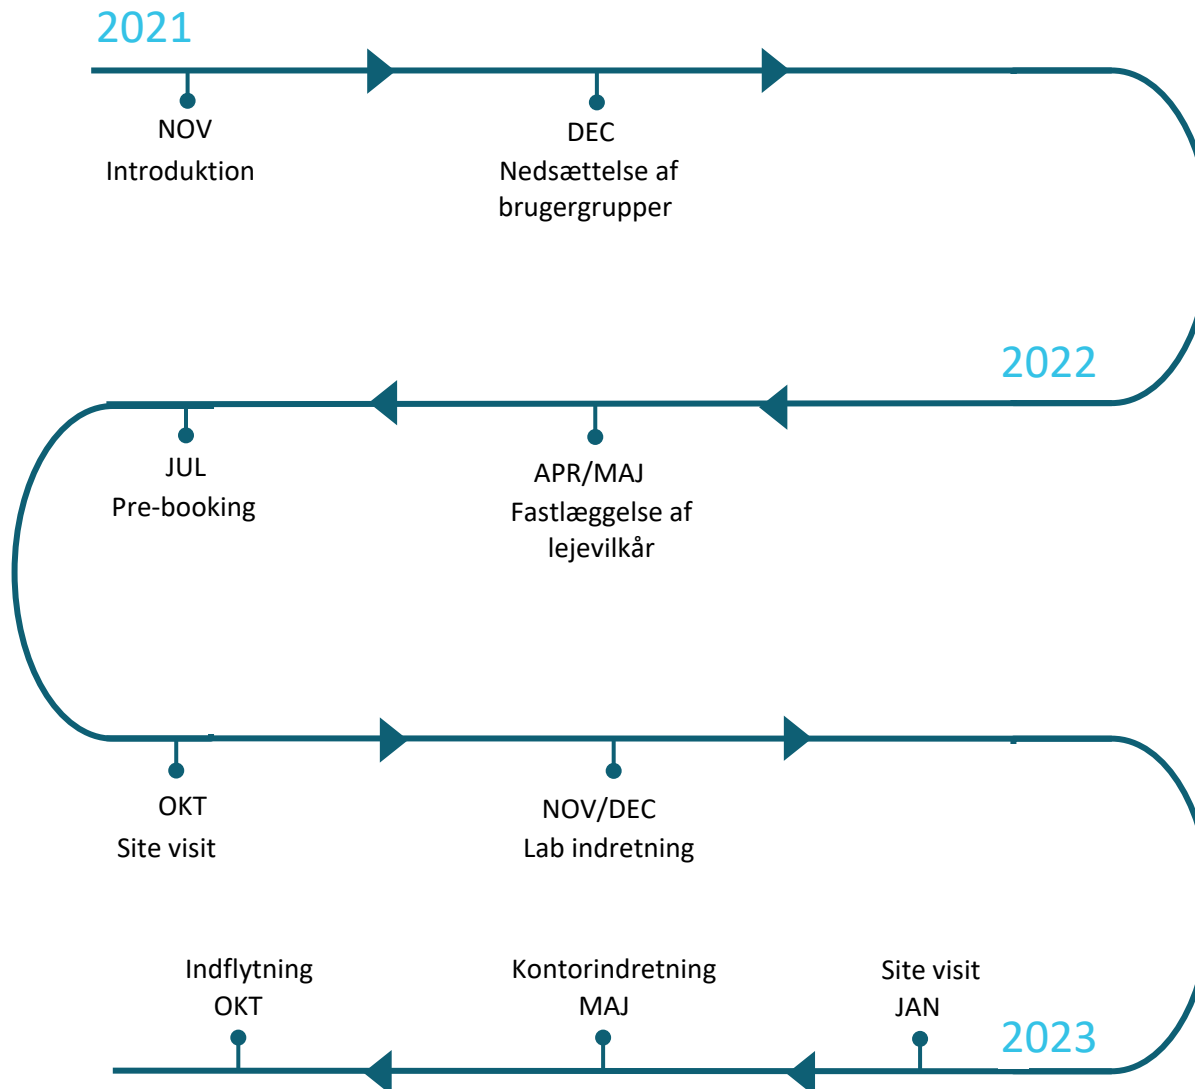 2021
NOV
Introduktion
DEC
Nedsættelse af
brugergrupper
2022
APR/MAJ
Fastlæggelse af
lejevilkår
JUL
Pre-booking
OKT
Site visit
NOV/DEC
Lab indretning
2023
Site visit
JAN
Kontorindretning
MAJ
Indflytning
OKT